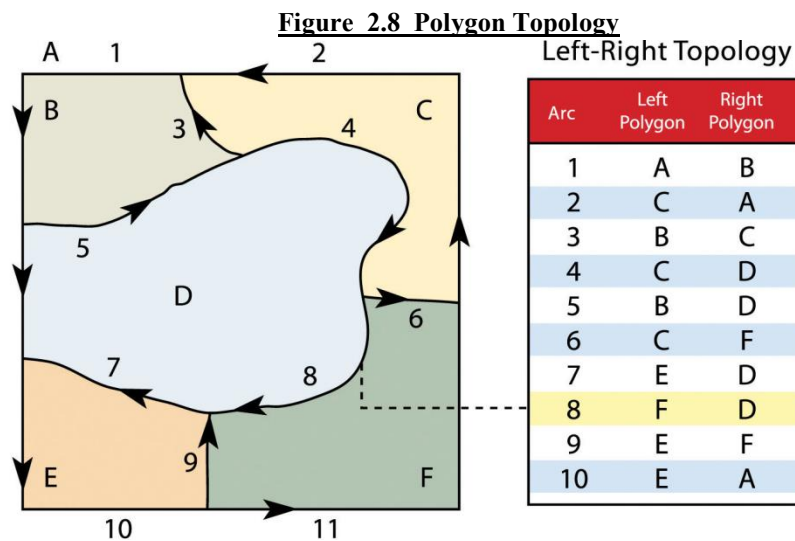 Figure 2.8 Polygon Topology
Left-Right Topology
A 1 2
B C
3 4
5
D
6
7
8
9
E F
10 11
Arc Left Polygon Right Polygon
1 A B
2 C A
3 B C
4 C D
5 B D
6 C F
7 E D
8 F D
9 E F
10 E A